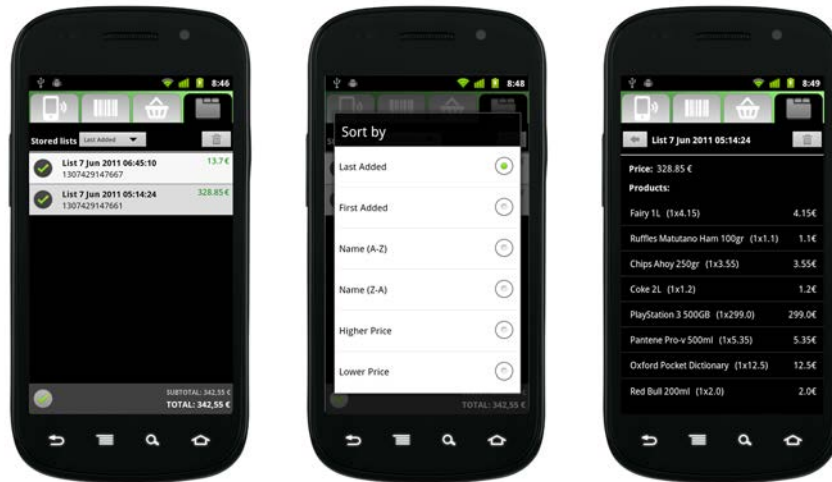 8:46
Stored lists Last Added
List 7 Jun 2011 06:45:10 13.7 €
1307429147667
List 7 Jun 2011 05:14:24 328.85 €
1307429147661
SUBTOTAL: 342,55 €
TOTAL: 342,55 €
8:48
Sort by
Last Added
First Added
Name (A-Z)
Name (Z-A)
Higher Price
Lower Price
TOTAL: 342,55 €
8:49
List 7 Jun 2011 05:14:24
Price: 328.85 €
Products:
Fairy 1L (1x4.15) 4.15€
Ruffles Matutano Ham 100gr (1x1.1) 1.1€
Chips Ahoy 250gr (1x3.55) 3.55€
Coke 2L (1x1.2) 1.2€
PlayStation 3 500GB (1x299.0) 299.0€
Pantene Pro-v 500ml (1x5.35) 5.35€
Oxford Pocket Dictionary (1x12.5) 12.5€
Red Bull 200ml (1x2.0) 2.0€